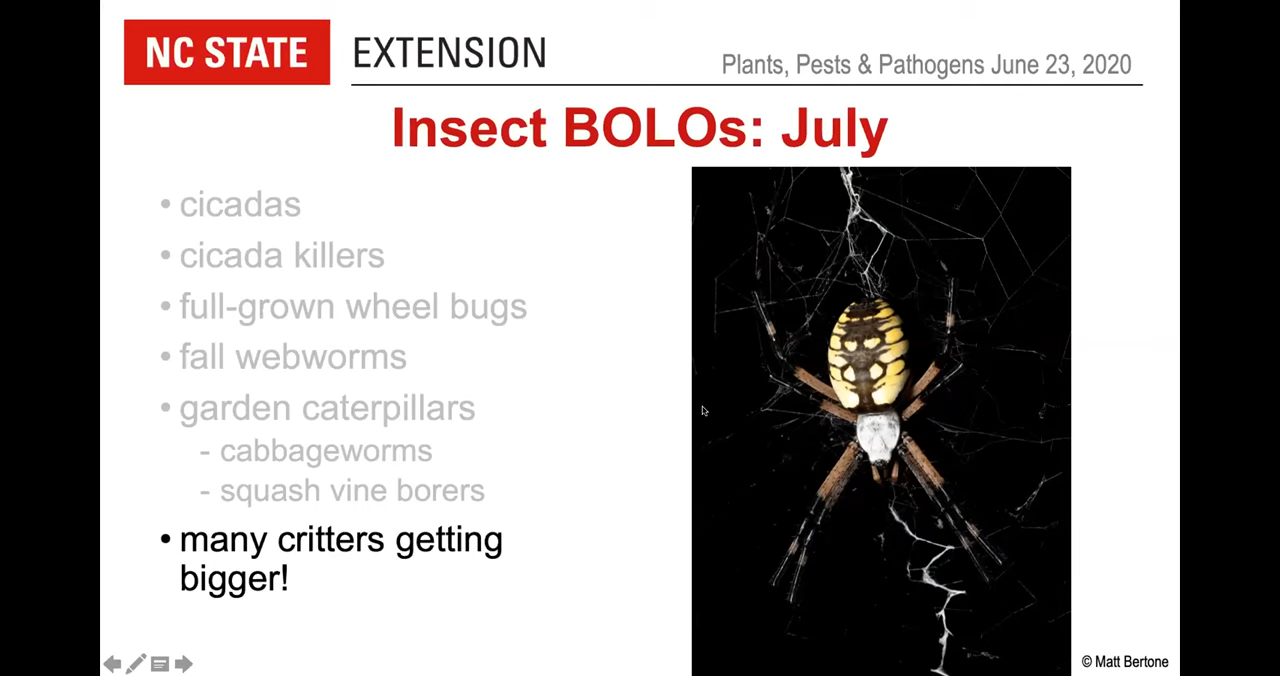 NC STATE EXTENSION
Plants, Pests & Pathogens June 23, 2020
Insect BOLOs: July
• cicadas
• cicada killers
• full-grown wheel bugs
• fall webworms
• garden caterpillars
- cabbageworms
- squash vine borers
• many critters getting
bigger!
© Matt Bertone